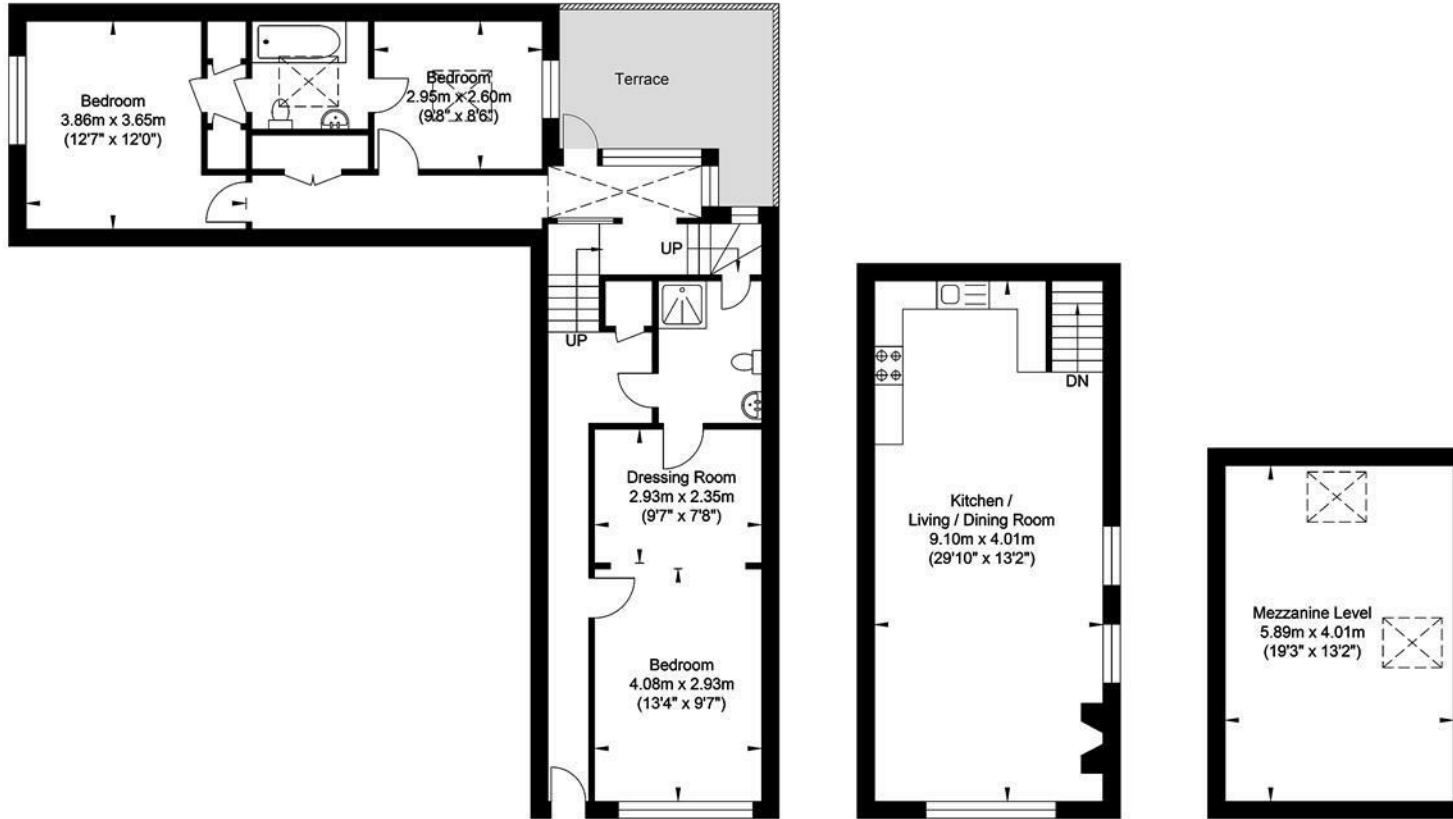 Bedroom
3.86m x 3.65m
(12'7" x 12'0")
Bedroom
2.95m x 2.60m
(9'8" x 8'6")
Terrace
UP
UP
Dressing Room
2.93m x 2.35m
(9'7" x 7'8")
Bedroom
4.08m x 2.93m
(13'4" x 9'7")
DN
Kitchen /
Living / Dining Room
9.10m x 4.01m
(29'10" x 13'2")
Mezzanine Level
5.89m x 4.01m
(19'3" x 13'2")